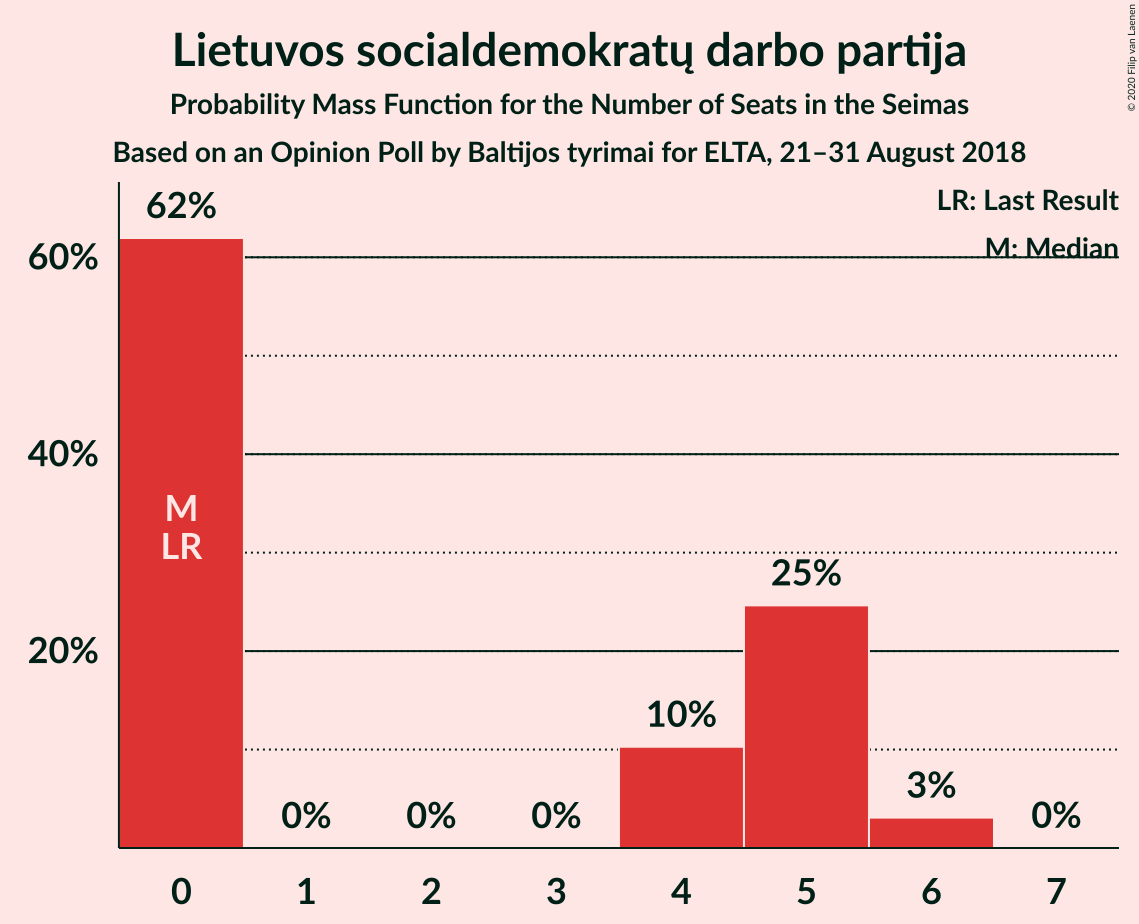 Lietuvos socialdemokratų darbo partija
Probability Mass Function for the Number of Seats in the Seimas
Based on an Opinion Poll by Baltijos tyrimai for ELTA, 21–31 August 2018
© 2020 Filip van Laenen
LR: Last Result
M: Median
62%
60%
40%
20%
M
LR
0%
0%
0%
10%
25%
3%
0%
0 1 2 3 4 5 6 7